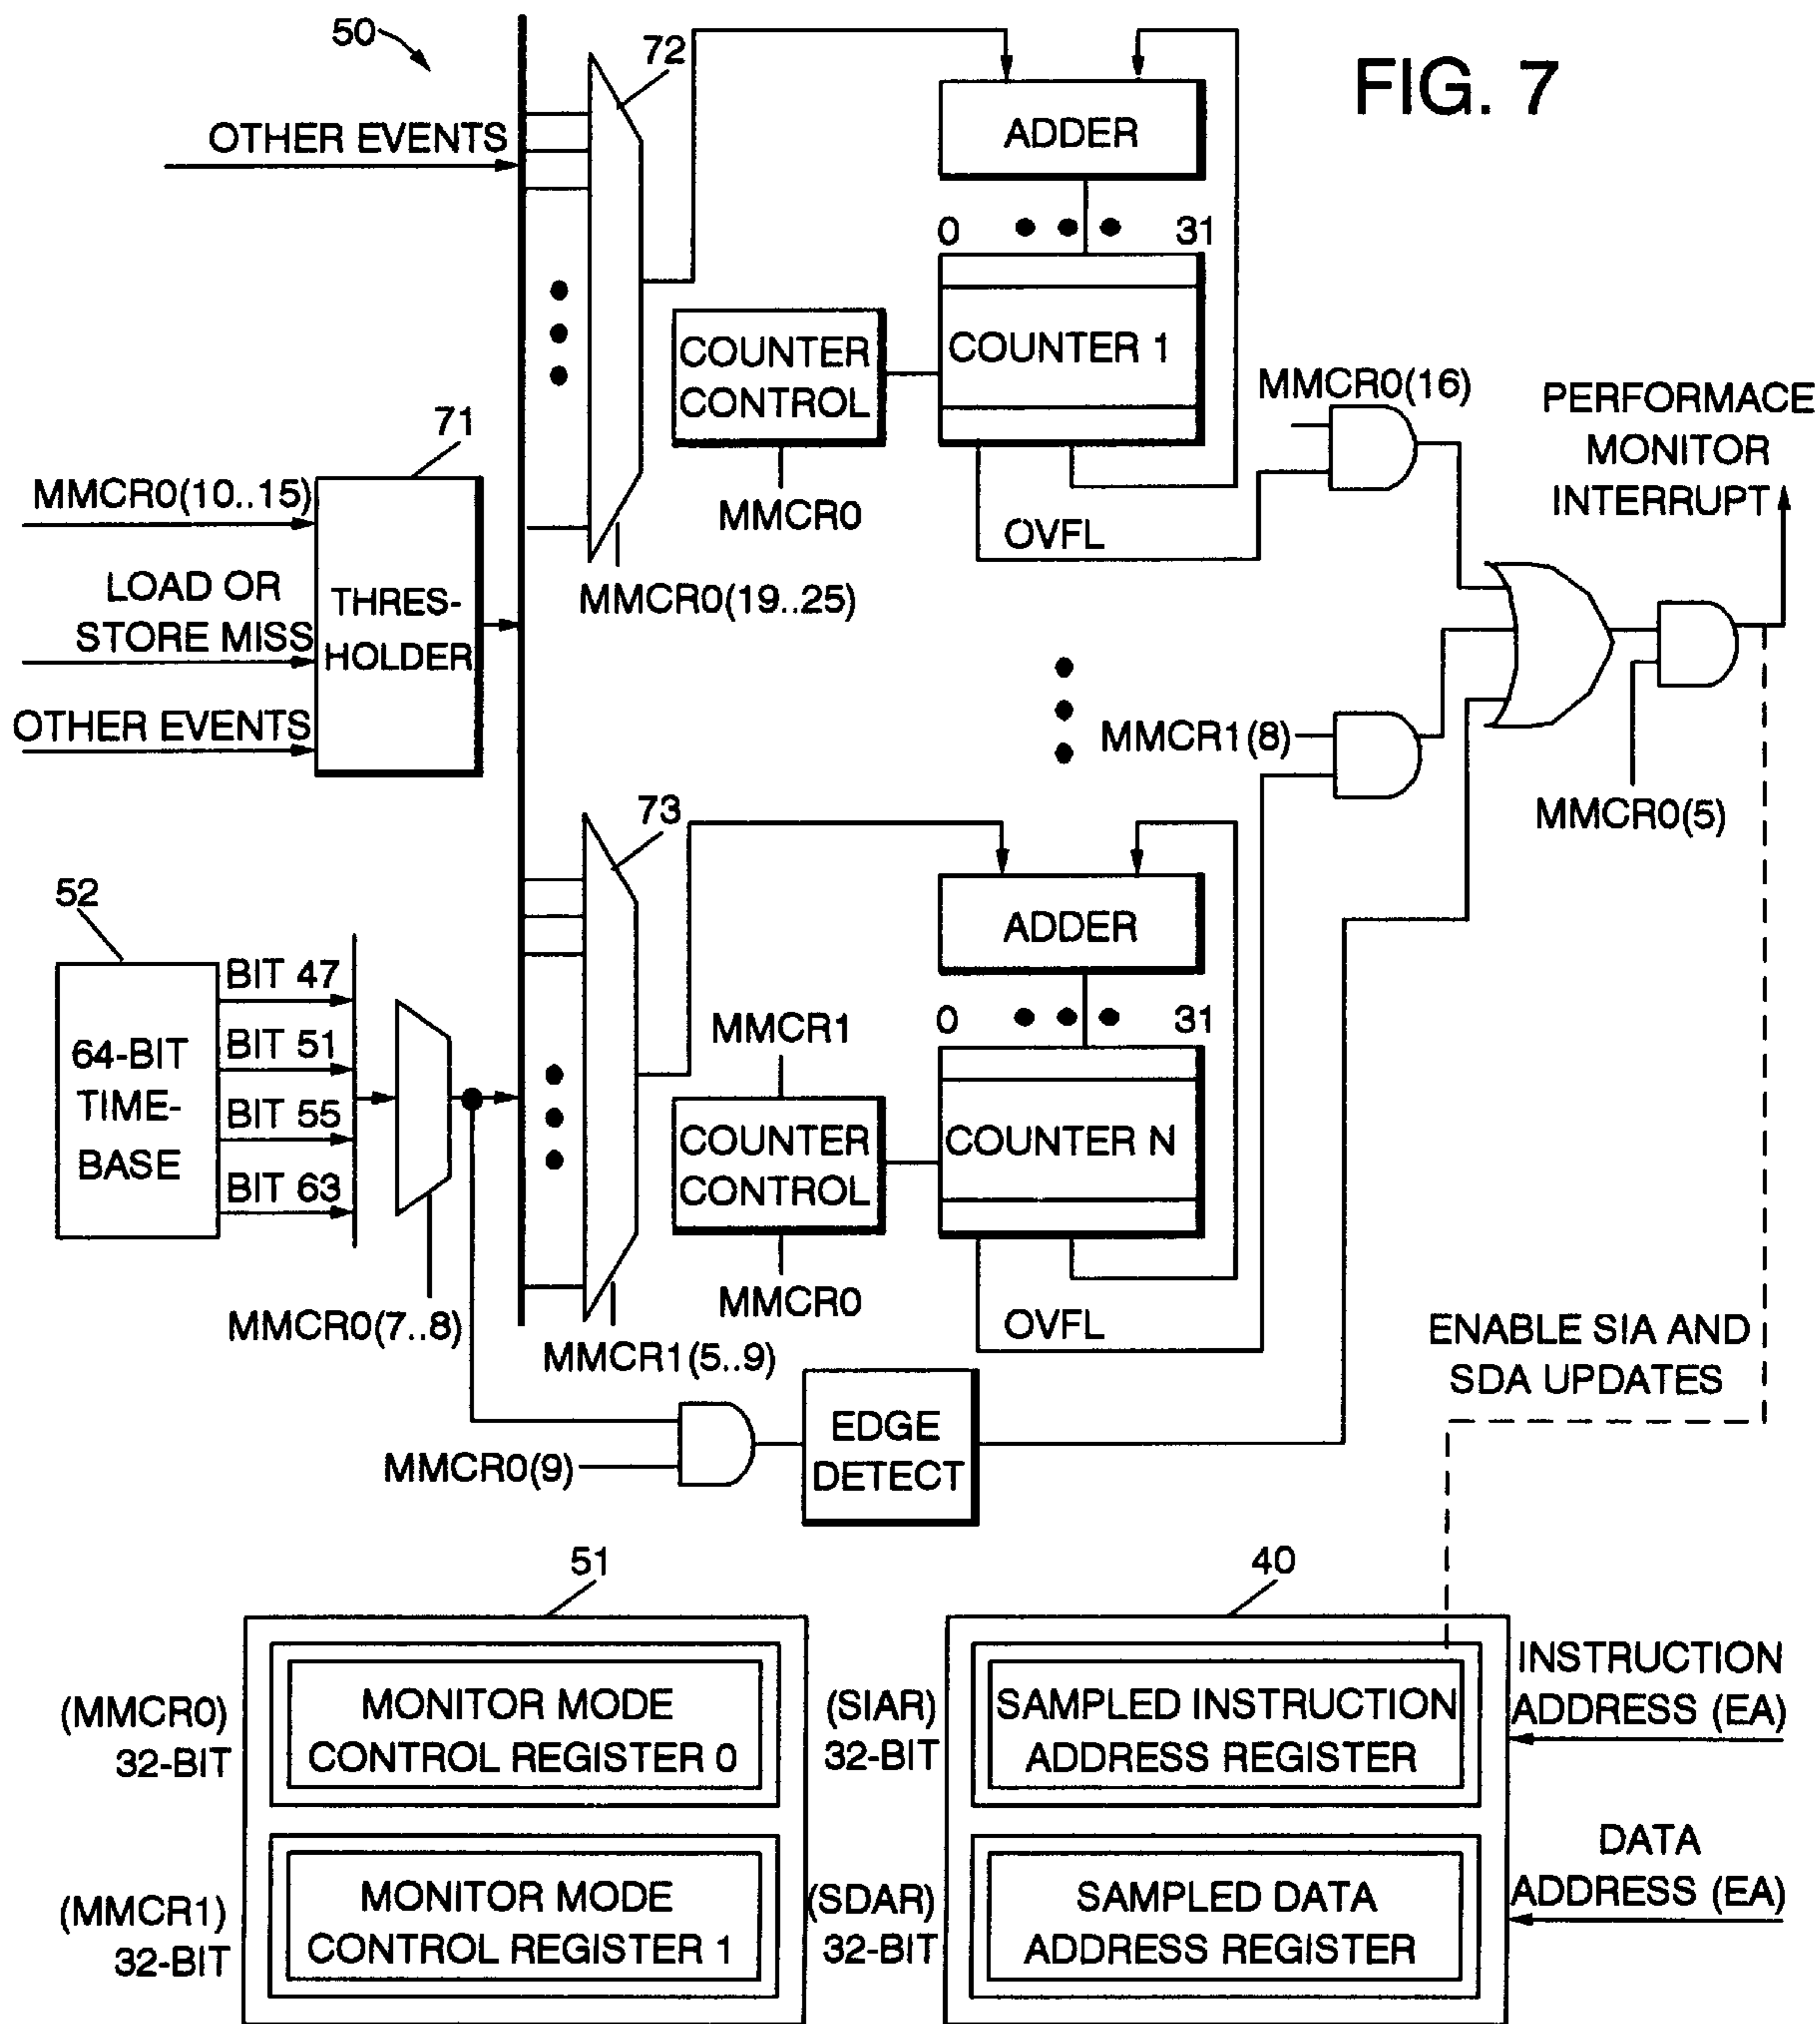 FIG. 7
50
72
OTHER EVENTS
ADDER
0 ● ● ● 31
COUNTER 1
COUNTER
CONTROL
MMCR0
OVFL
MMCR0(16)
PERFORMACE
MONITOR
INTERRUPT
71
MMCR0(10..15)
LOAD OR
STORE MISS
OTHER EVENTS
THRES-
HOLDER
MMCR0(19..25)
MMCR1(8)
MMCR0(5)
73
52
64-BIT
TIME-
BASE
BIT 47
BIT 51
BIT 55
BIT 63
MMCR0(7..8)
ADDER
0 ● ● ● 31
MMCR1
COUNTER
CONTROL
COUNTER N
MMCR0
OVFL
MMCR1(5..9)
MMCR0(9)
EDGE
DETECT
ENABLE SIA AND
SDA UPDATES
51
(MMCR0)
32-BIT
MONITOR MODE
CONTROL REGISTER 0
(MMCR1)
32-BIT
MONITOR MODE
CONTROL REGISTER 1
40
(SIAR)
32-BIT
SAMPLED INSTRUCTION
ADDRESS REGISTER
INSTRUCTION
ADDRESS (EA)
(SDAR)
32-BIT
SAMPLED DATA
ADDRESS REGISTER
DATA
ADDRESS (EA)